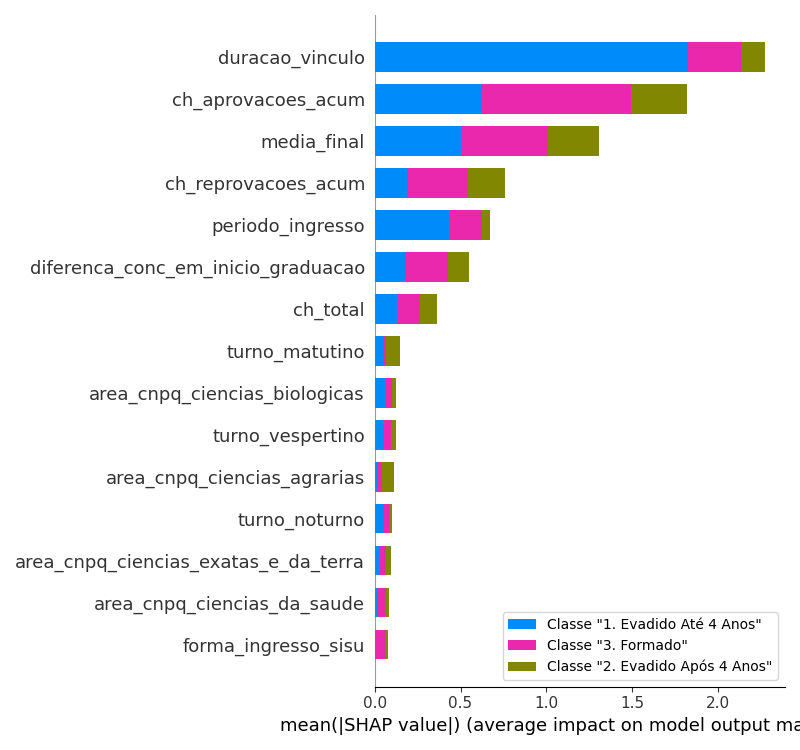 duracao_vinculo
ch_aprovacoes_acum
media_final
ch_reprovacoes_acum
periodo_ingresso
diferenca_conc_em_inicio_graduacao
ch_total
turno_matutino
area_cnpq_ciencias_biologicas
turno_vespertino
area_cnpq_ciencias_agrarias
turno_noturno
area_cnpq_ciencias_exatas_e_da_terra
area_cnpq_ciencias_da_saude
forma_ingresso_sisu
Classe "1. Evadido Até 4 Anos"
Classe "3. Formado"
Classe "2. Evadido Após 4 Anos"
0.0 0.5 1.0 1.5 2.0
mean(|SHAP value|) (average impact on model output ma